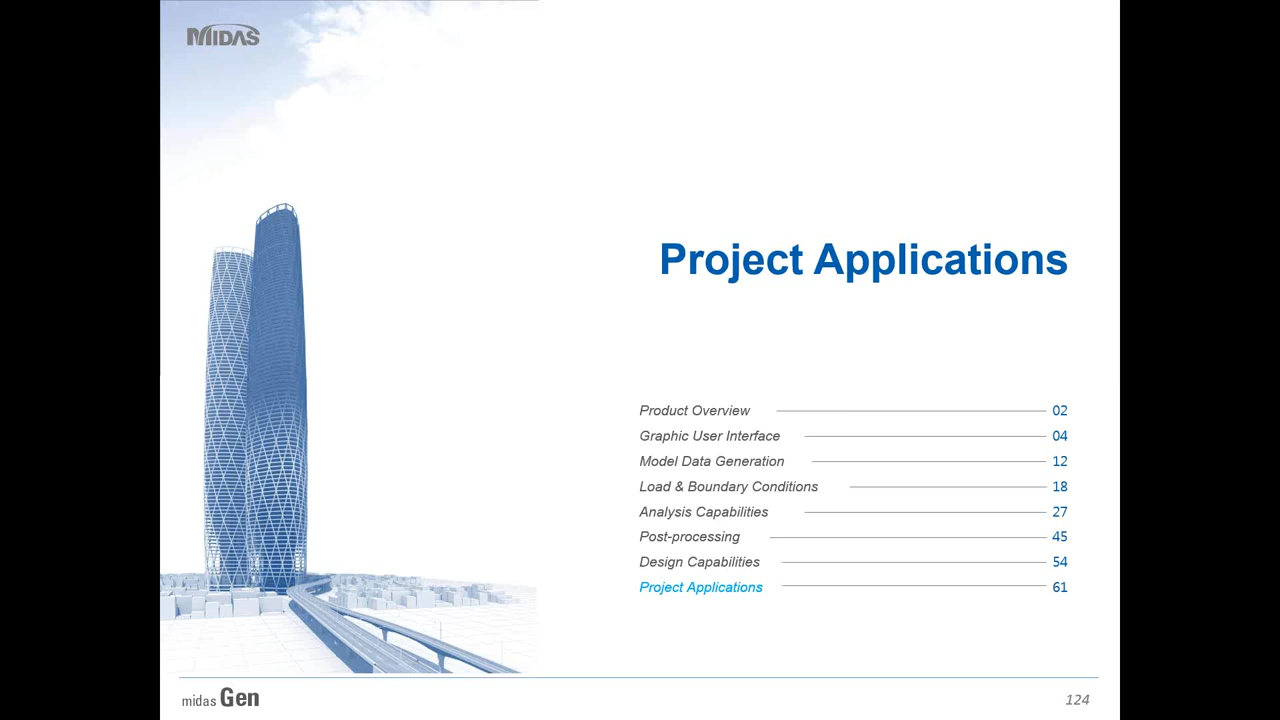 MIDAS
Project Applications
Product Overview 02
Graphic User Interface 04
Model Data Generation 12
Load & Boundary Conditions 18
Analysis Capabilities 27
Post-processing 45
Design Capabilities 54
Project Applications 61
midas Gen
124